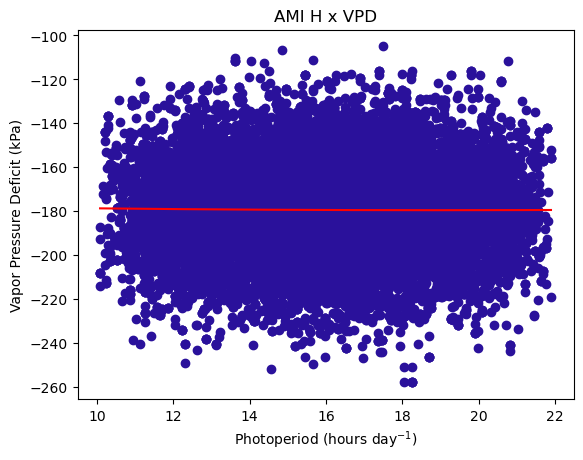 AMI H x VPD
−100
−120
−140
−160
−180
−200
−220
−240
−260
Vapor Pressure Deficit (kPa)
10 12 14 16 18 20 22
Photoperiod (hours day⁻¹)